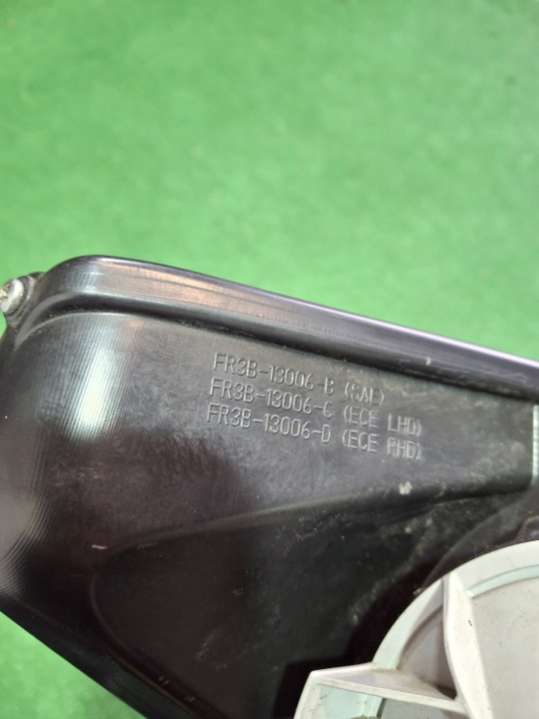 FR3B-13006-B (SAE)
FR3B-13006-C (ECE LHD)
FR3B-13006-D (ECE RHD)